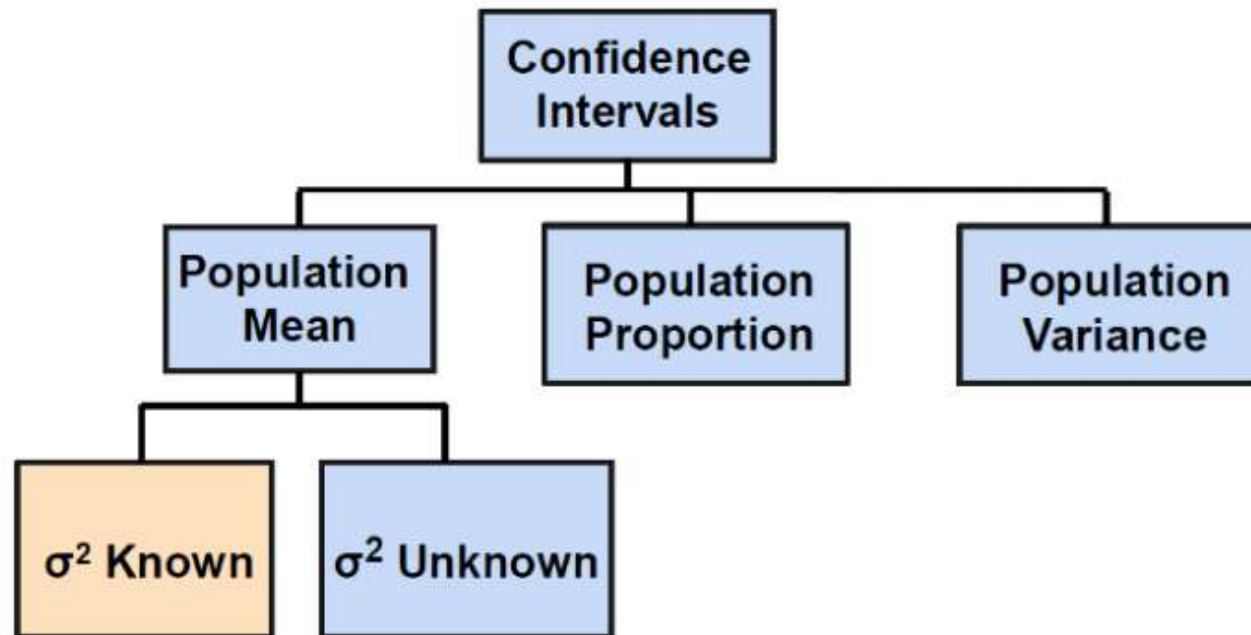 Confidence
Intervals
Population
Mean
Population
Proportion
Population
Variance
σ² Known
σ² Unknown